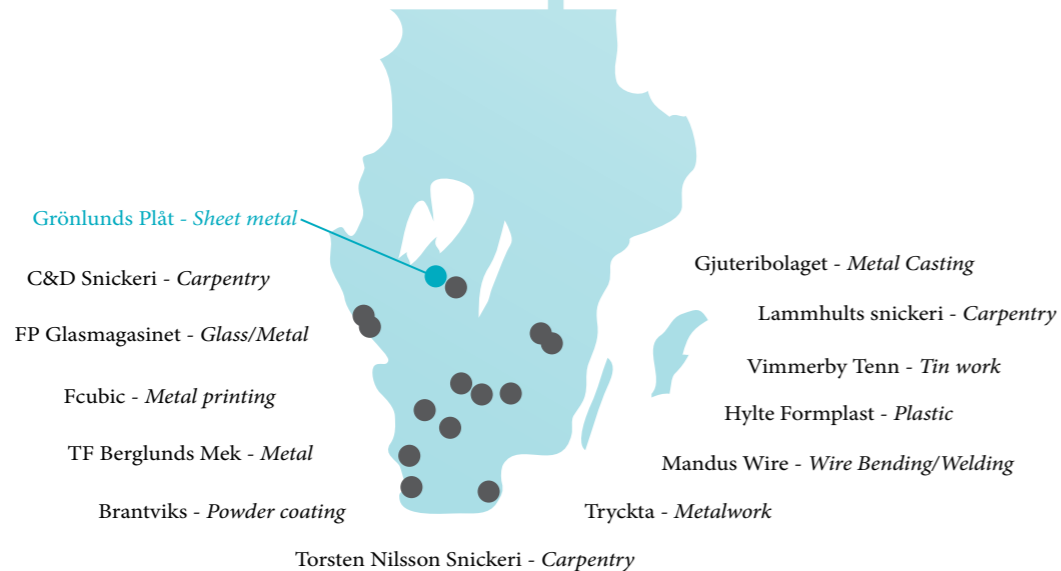 Grönlunds Plåt - Sheet metal
C&D Snickeri - Carpentry
FP Glasmagasinet - Glass/Metal
Fcubic - Metal printing
TF Berglunds Mek - Metal
Brantviks - Powder coating
Torsten Nilsson Snickeri - Carpentry
Gjuteribolaget - Metal Casting
Lammhults snickeri - Carpentry
Vimmerby Tenn - Tin work
Hylte Formplast - Plastic
Mandus Wire - Wire Bending/Welding
Tryckta - Metalwork